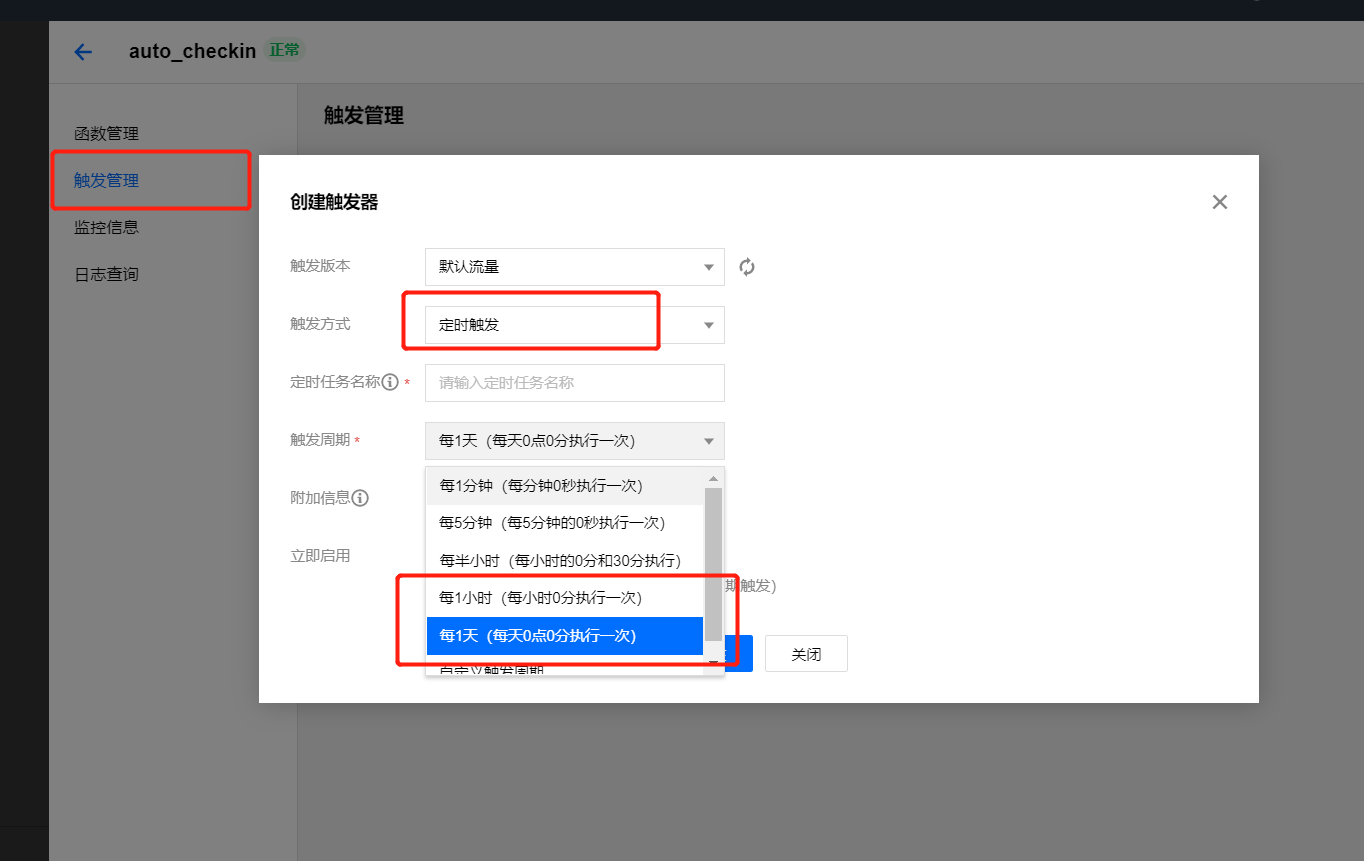 auto_checkin 正常
函数管理
触发管理
监控信息
日志查询
触发管理
创建触发器
触发版本
默认流量
触发方式
定时触发
定时任务名称 *
请输入定时任务名称
触发周期 *
每1天（每天0点0分执行一次）
每1分钟（每分钟0秒执行一次）
每5分钟（每5分钟的0秒执行一次）
每半小时（每小时的0分和30分执行）
每1小时（每小时0分执行一次）
每1天（每天0点0分执行一次）
自定义触发周期
附加信息
立即启用
期触发)
关闭